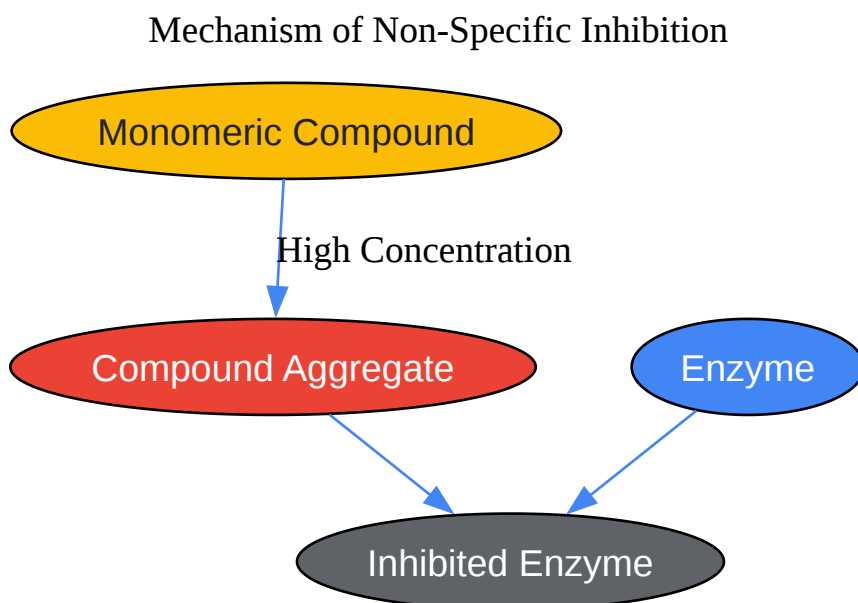 Mechanism of Non-Specific Inhibition
Monomeric Compound
High Concentration
Compound Aggregate
Enzyme
Inhibited Enzyme